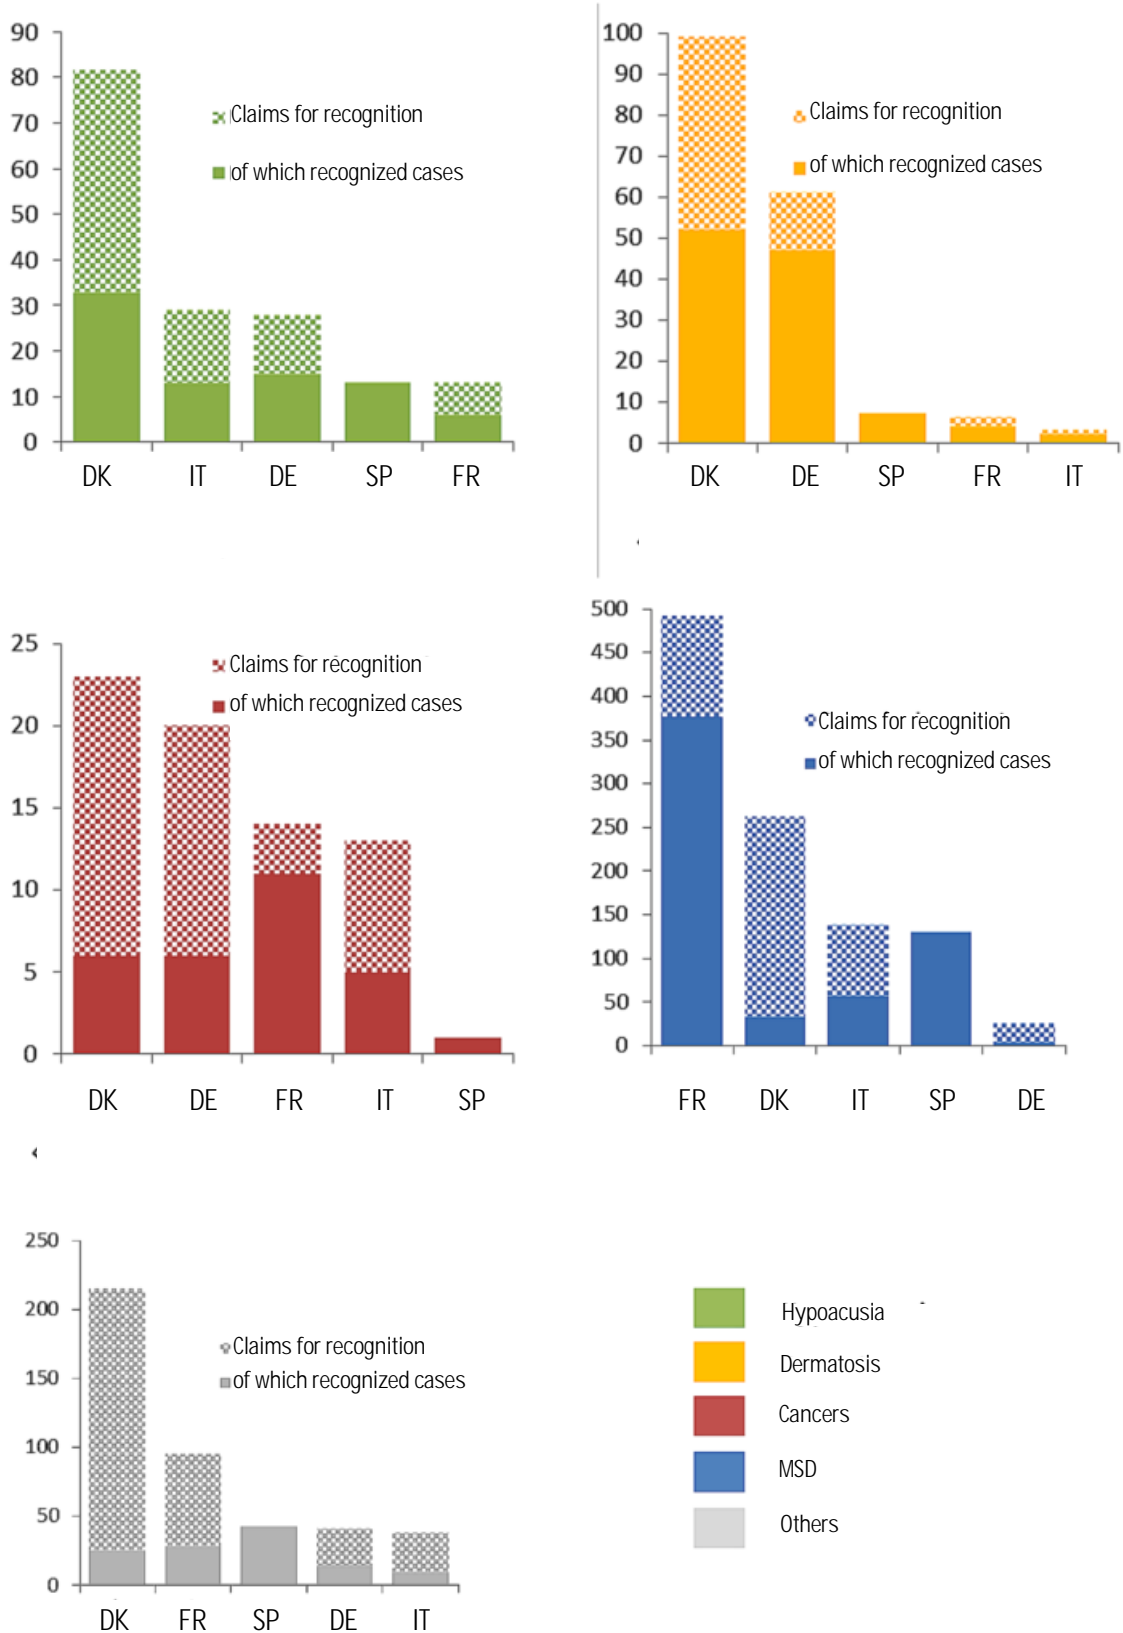 90
80
70
60
50
40
30
20
10
0
Claims for recognition
of which recognized cases
DK IT DE SP FR
100
90
80
70
60
50
40
30
20
10
0
Claims for recognition
of which recognized cases
DK DE SP FR IT
25
20
15
10
5
0
Claims for recognition
of which recognized cases
DK DE FR IT SP
500
450
400
350
300
250
200
150
100
50
0
Claims for recognition
of which recognized cases
FR DK IT SP DE
250
200
150
100
50
0
Claims for recognition
of which recognized cases
DK FR SP DE IT
Hypoacusia
Dermatosis
Cancers
MSD
Others